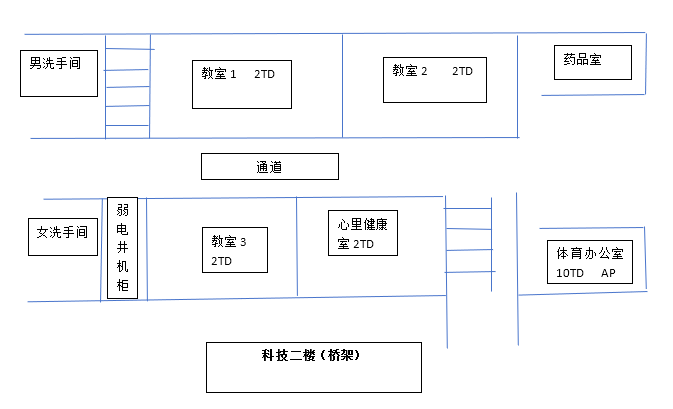 男洗手间
教室 1    2TD
教室 2    2TD
药品室
通道
女洗手间
弱
电
井
机
柜
教室 3
2TD
心里健康
室 2TD
体育办公室
10TD    AP
科技二楼（桥架）